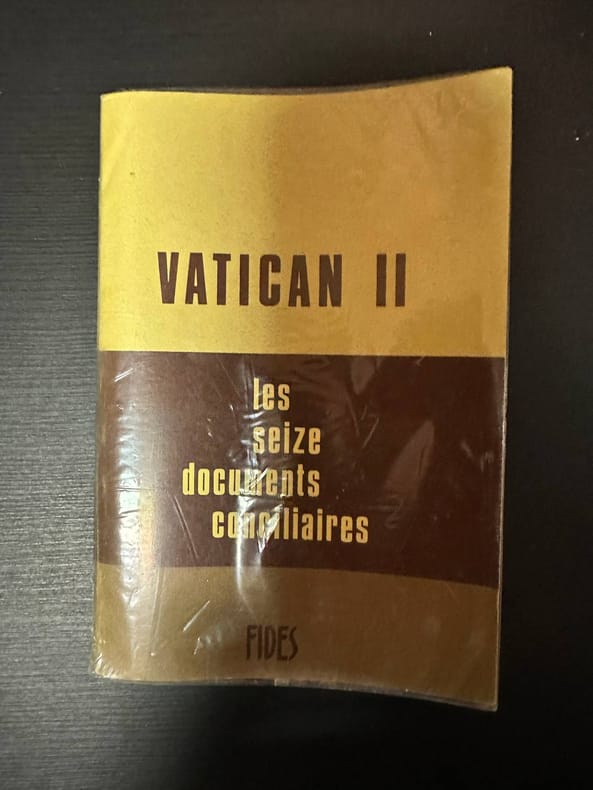 VATICAN II
les
seize
documents
conciliaires
FIDES